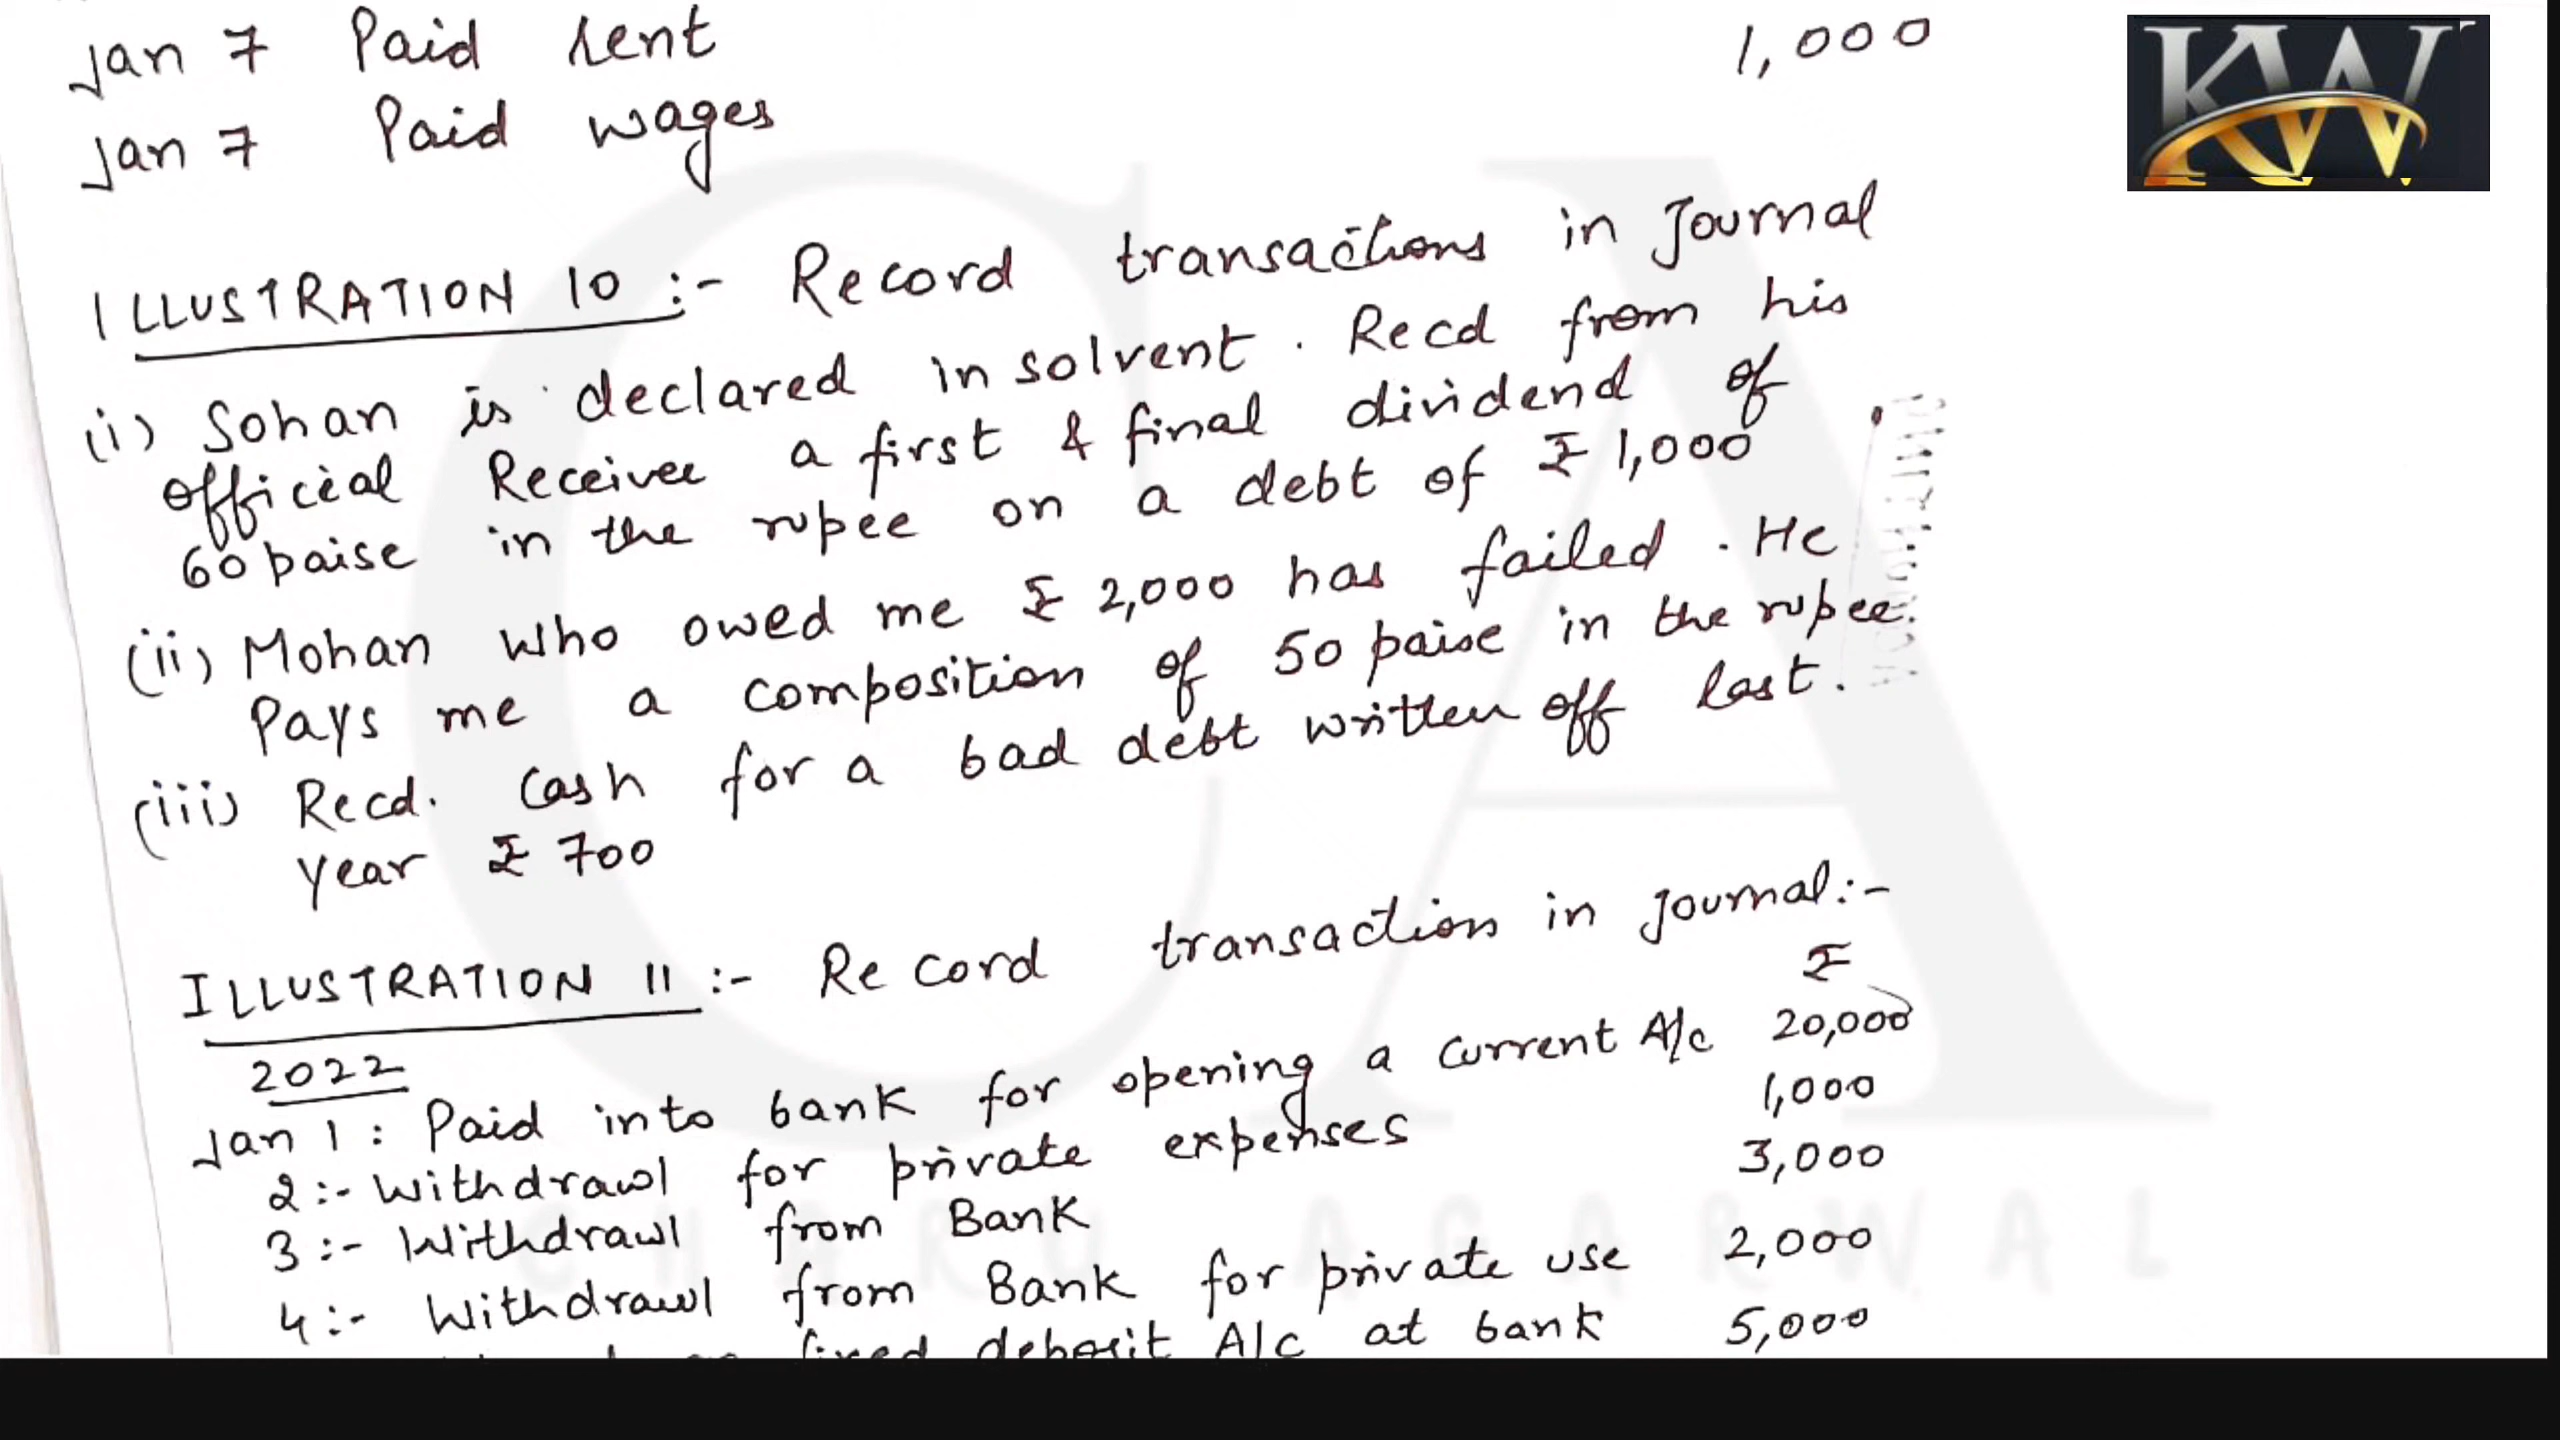 Jan 7 Paid rent 1,000
Jan 7 Paid wages
KW
ILLUSTRATION 10 :- Record transactions in Journal
(i) Sohan is declared insolvent. Recd from his
official Receiver a first & final dividend of
60 paise in the rupee on a debt of ₹ 1,000
(ii) Mohan who owed me ₹ 2,000 has failed. He
Pays me a composition of 50 paise in the rupee.
(iii) Recd. Cash for a bad debt written off last.
year ₹ 700
ILLUSTRATION 11 :- Record transaction in journal:-
₹
2022
Jan 1 : Paid into bank for opening a current A/c 20,000
2 :- Withdrawl for private expenses 1,000
3 :- Withdrawl from Bank 3,000
4 :- Withdrawl from Bank for private use 2,000
fixed deposit A/c at bank 5,000
CA
CHARU AGARWAL